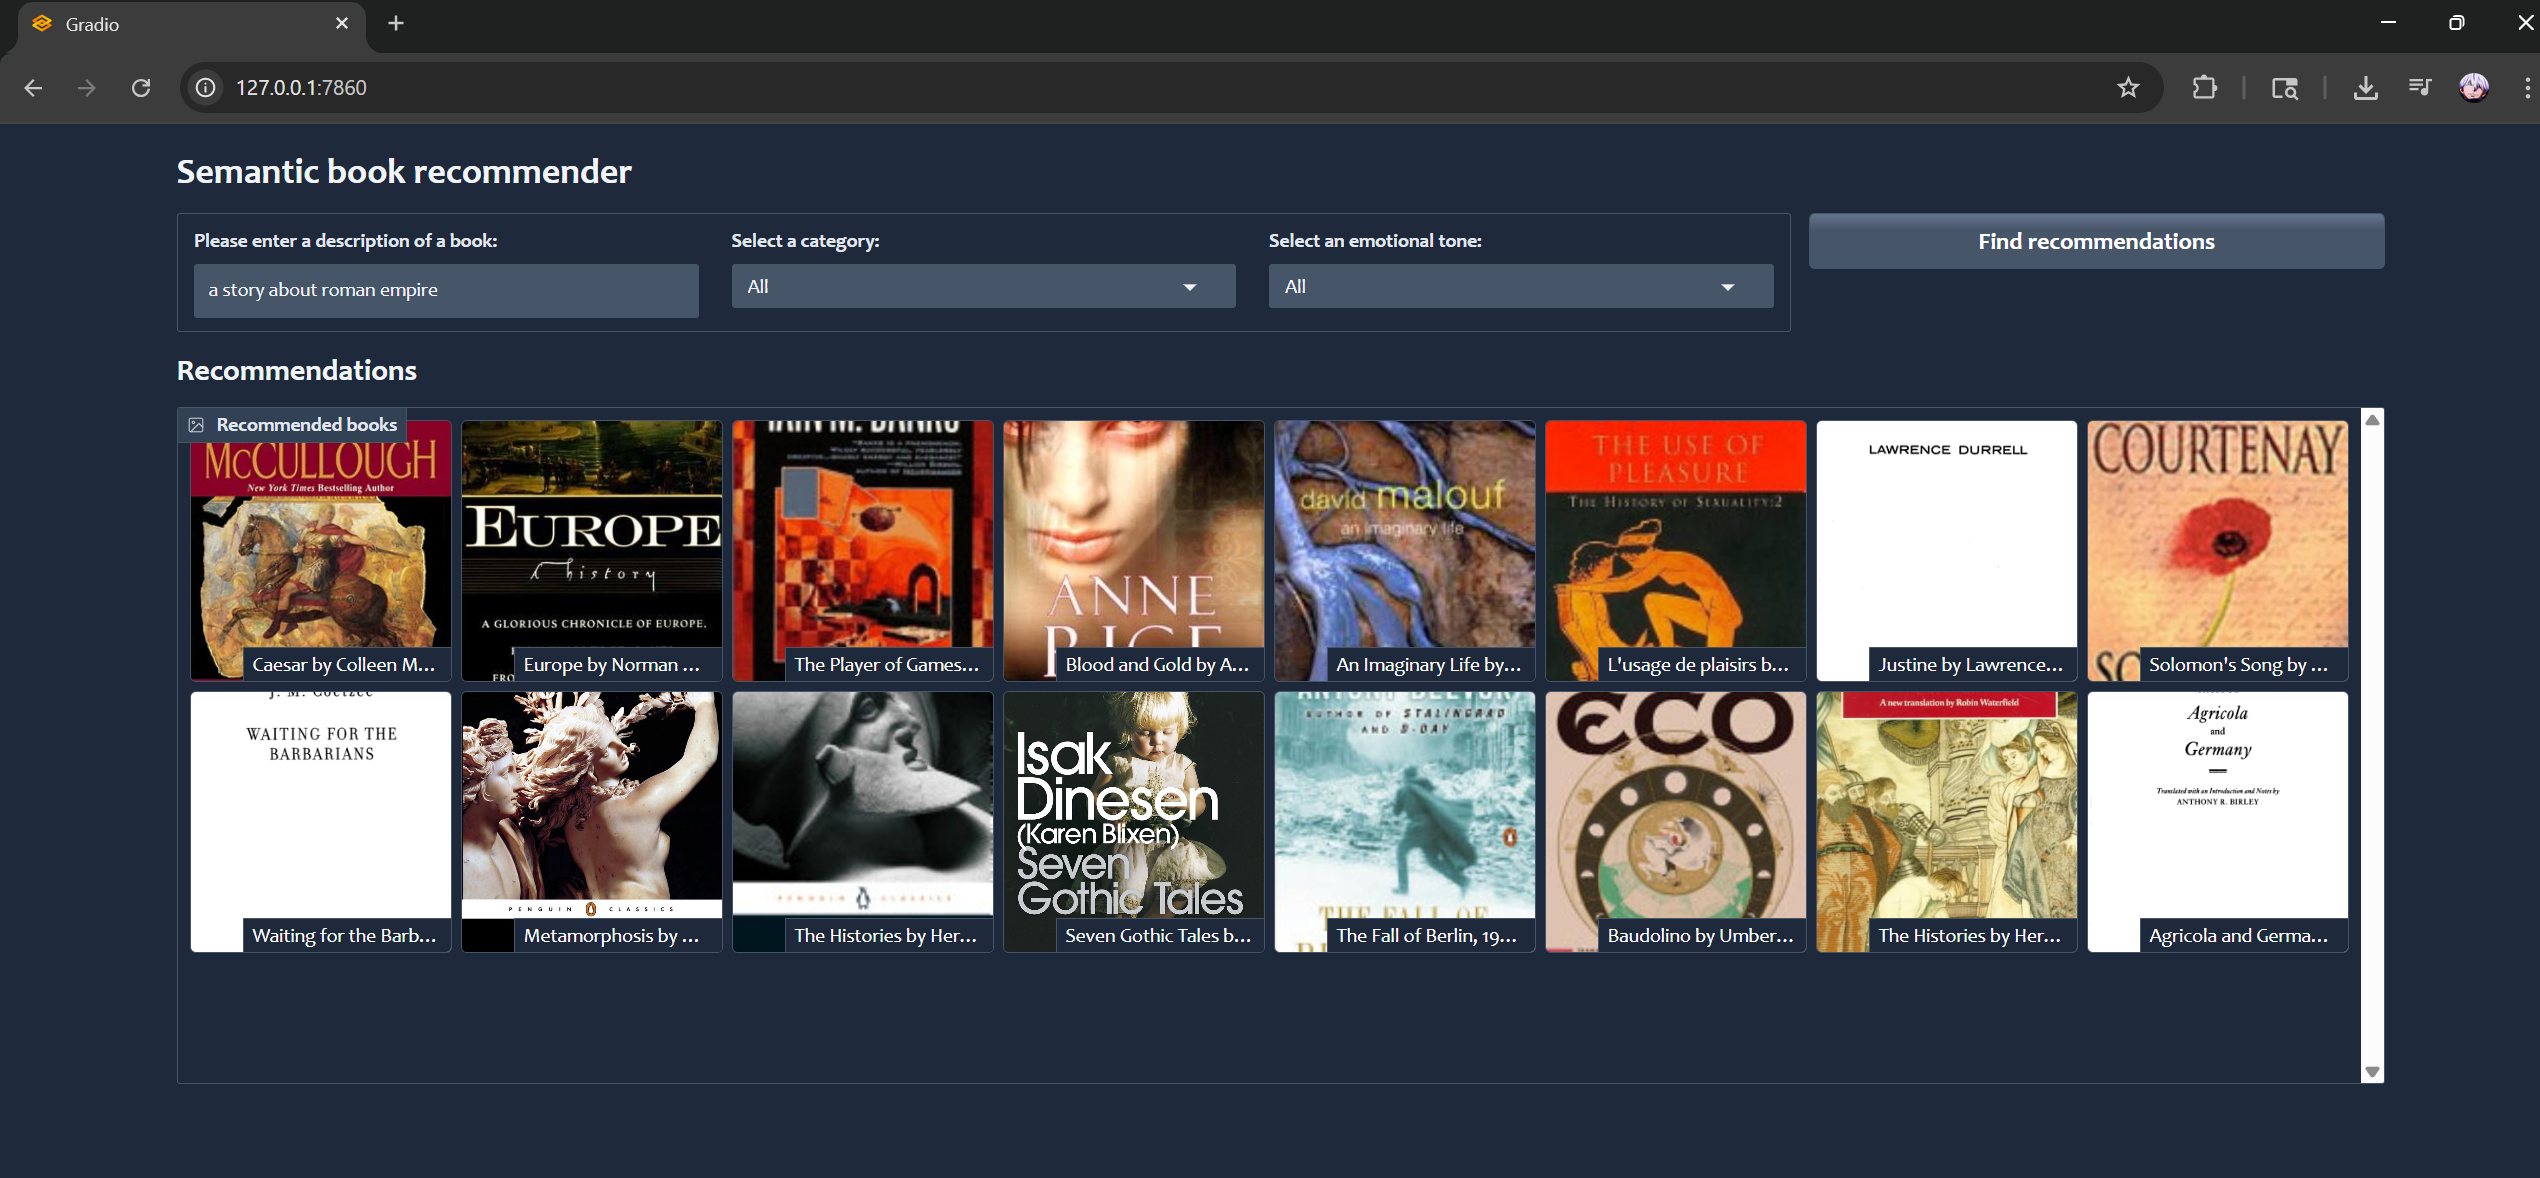 Gradio
127.0.0.1:7860
Semantic book recommender
Please enter a description of a book:
Select a category:
Select an emotional tone:
Find recommendations
a story about roman empire
All
All
Recommendations
Recommended books
MCCULLOUGH
New York Times Bestselling Author
Caesar by Colleen M...
EUROPE
A history
A GLORIOUS CHRONICLE OF EUROPE,
Europe by Norman ...
IAIN M. BANKS
The Player of Games...
ANNE
RICE
Blood and Gold by A...
david malouf
an imaginary life
An Imaginary Life by...
THE USE OF
PLEASURE
THE HISTORY OF SEXUALITY:2
L'usage de plaisirs b...
LAWRENCE DURRELL
Justine by Lawrence...
COURTENAY
SO
Solomon's Song by ...
J. M. Coetzee
WAITING FOR THE
BARBARIANS
Waiting for the Barb...
PENGUIN CLASSICS
Metamorphosis by ...
PENGUIN CLASSICS
The Histories by Her...
Isak
Dinesen
(Karen Blixen)
Seven
Gothic Tales
Seven Gothic Tales b...
ANTONY BEEVOR
AUTHOR OF STALINGRAD
AND D-DAY
THE FALL OF
The Fall of Berlin, 19...
ECO
Baudolino by Umber...
A new translation by Robin Waterfield
The Histories by Her...
Agricola
and
Germany
Translated with an Introduction and Notes by
ANTHONY R. BIRLEY
Agricola and Germa...